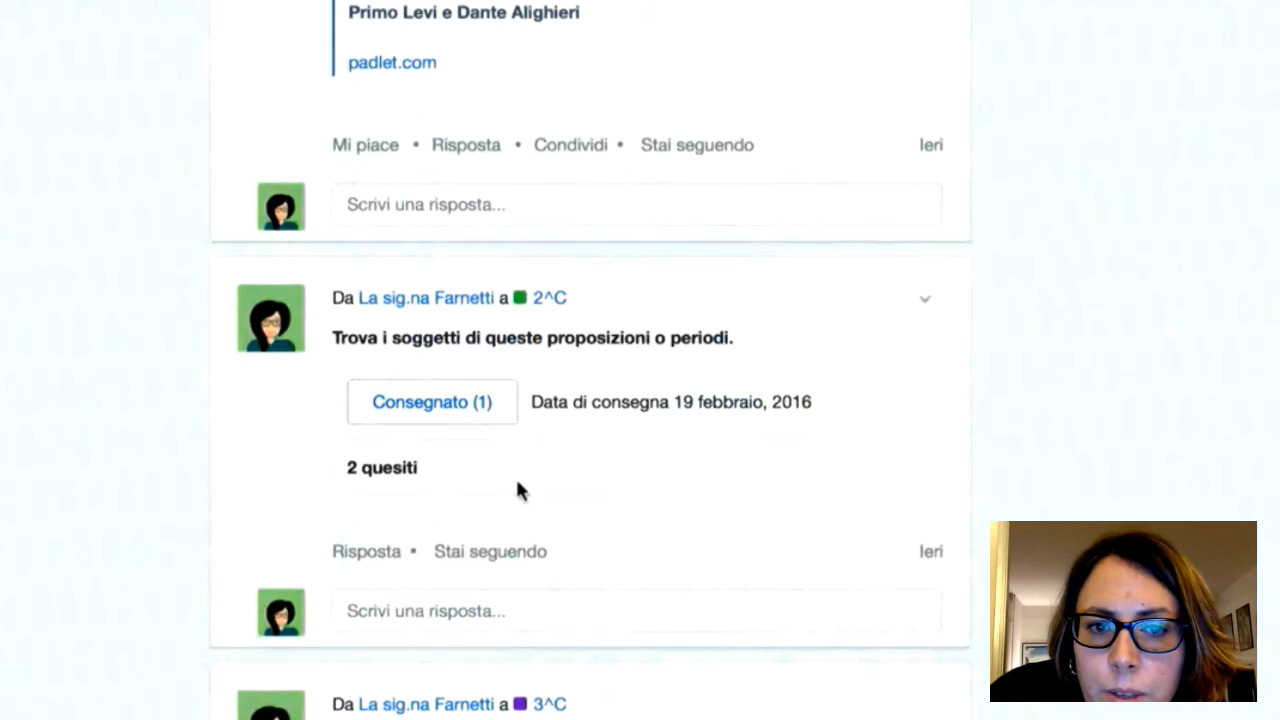 Primo Levi e Dante Alighieri
padlet.com
Mi piace • Risposta • Condividi • Stai seguendo Ieri
Scrivi una risposta...
Da La sig.na Farnetti a 2^C
Trova i soggetti di queste proposizioni o periodi.
Consegnato (1) Data di consegna 19 febbraio, 2016
2 quesiti
Risposta • Stai seguendo Ieri
Scrivi una risposta...
Da La sig.na Farnetti a 3^C